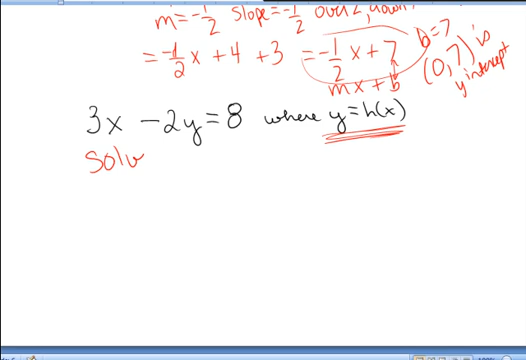 m = -1/2 slope = -1/2 over 2, down
= -1/2 x + 4 + 3 = -1/2 x + 7
b = 7
(0, 7) is
y intercept
mx + b
3x - 2y = 8 where y = h(x)
Solv